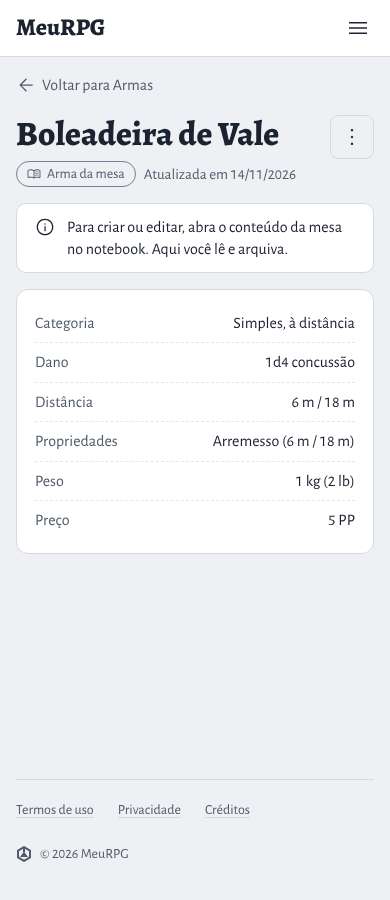 MeuRPG
Voltar para Armas
Boleadeira de Vale
Arma da mesa Atualizada em 14/11/2026
Para criar ou editar, abra o conteúdo da mesa
no notebook. Aqui você lê e arquiva.
Categoria Simples, à distância
Dano 1d4 concussão
Distância 6 m / 18 m
Propriedades Arremesso (6 m / 18 m)
Peso 1 kg (2 lb)
Preço 5 PP
Termos de uso Privacidade Créditos
© 2026 MeuRPG